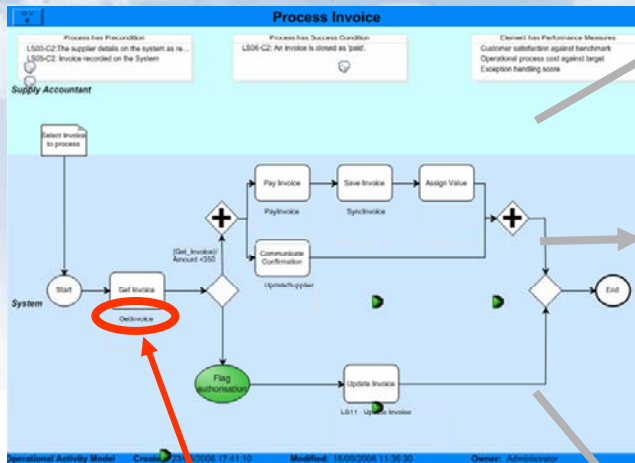 Process Invoice
Process has Precondition
LS03-C2:The supplier details on the system as re...
LS05-C2: Invoice recorded on the System
Process has Success Condition
LS06-C2: An invoice is closed as 'paid'.
Element has Performance Measures
Customer satisfaction against benchmark
Operational process cost against target
Exception handling score
Supply Accountant
Select Invoice
to process
Pay Invoice
Save Invoice
Assign Value
PayInvoice
SyncInvoice
[Get_Invoice]/
Amount <350
Communicate
Confirmation
UpdateSupplier
Start
Get Invoice
End
System
GetInvoice
Flag
authorisation
Update Invoice
LS11 - Update Invoice
Operational Activity Model
Modified:
11:36:30
Owner: Administrator